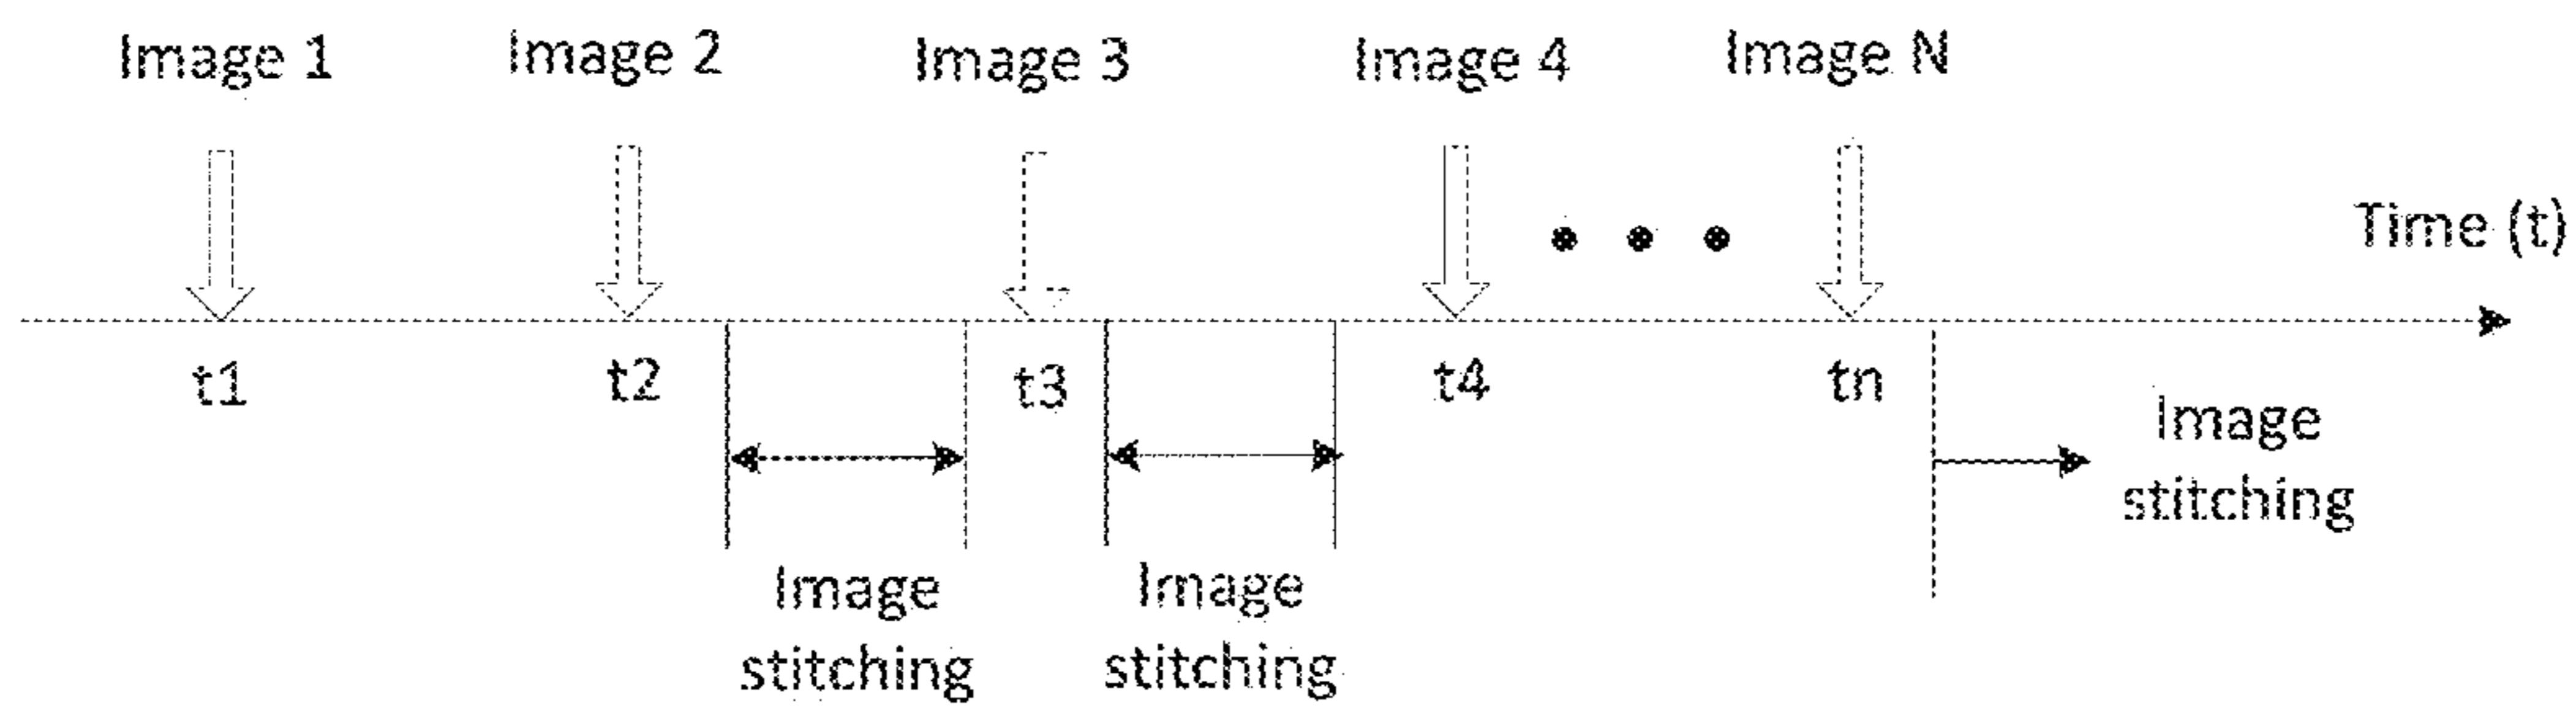 Image 1
Image 2
Image 3
Image 4
Image N
Time (t)
t1
t2
t3
t4
tn
Image
stitching
Image
stitching
Image
stitching